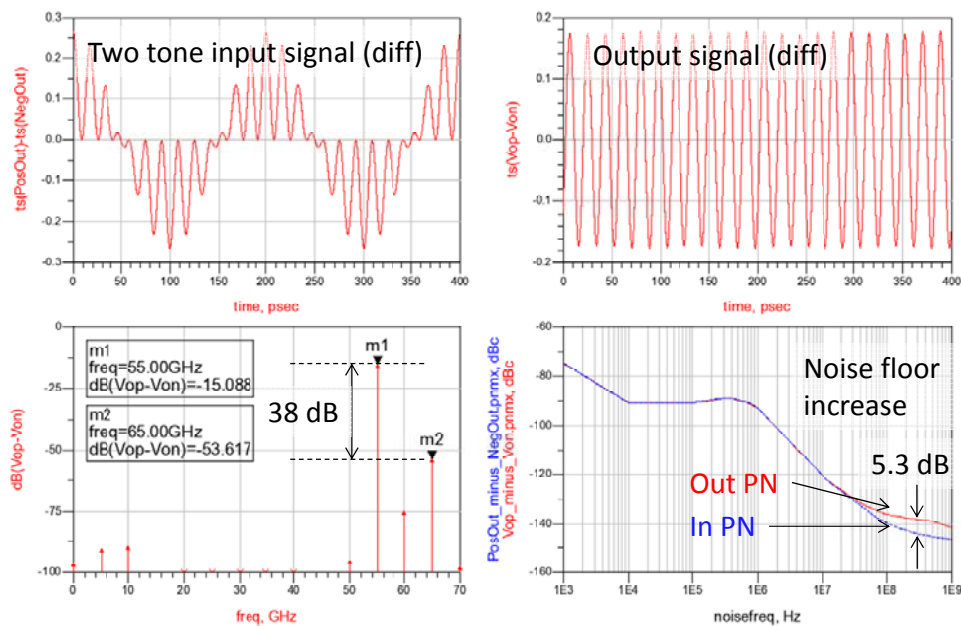 Two tone input signal (diff)
ts(PosOut)-ts(NegOut)
0.3
0.2
0.1
0.0
-0.1
-0.2
-0.3
0 50 100 150 200 250 300 350 400
time, psec
Output signal (diff)
ts(Vop-Von)
0.2
0.1
0.0
-0.1
-0.2
0 50 100 150 200 250 300 350 400
time, psec
m1
freq=55.00GHz
dB(Vop-Von)=-15.088
m2
freq=65.00GHz
dB(Vop-Von)=-53.617
m1
38 dB
m2
dB(Vop-Von)
0
-25
-50
-75
-100
0 10 20 30 40 50 60 70
freq, GHz
PosOut_minus_NegOut.pnmx, dBc
Vop_minus_Von.pnmx, dBc
-60
-80
-100
-120
-140
-160
Noise floor
increase
5.3 dB
Out PN
In PN
1E3 1E4 1E5 1E6 1E7 1E8 1E9
noisefreq, Hz